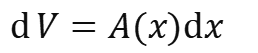 dV = A(x)dx